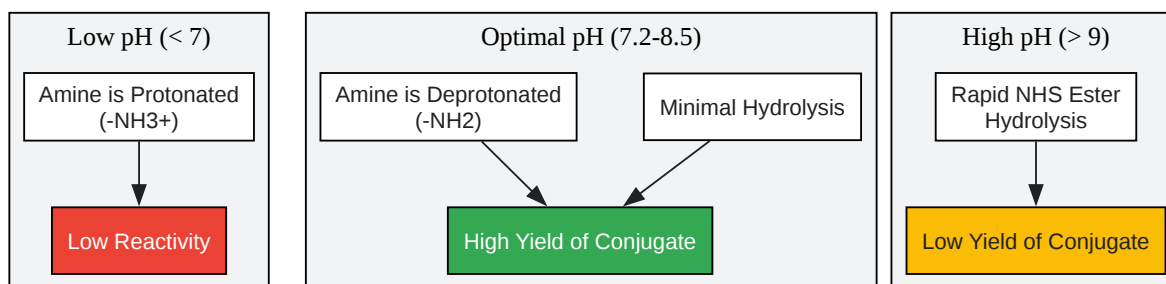 Low pH (< 7)
Amine is Protonated
(-NH3+)
Low Reactivity
Optimal pH (7.2-8.5)
Amine is Deprotonated
(-NH2)
Minimal Hydrolysis
High Yield of Conjugate
High pH (> 9)
Rapid NHS Ester
Hydrolysis
Low Yield of Conjugate